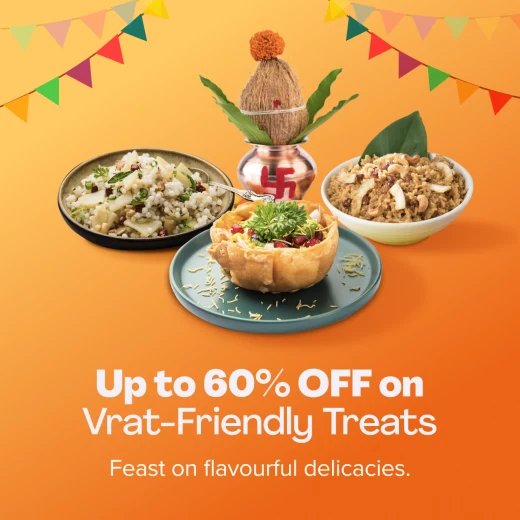 Up to 60% OFF on
Vrat-Friendly Treats
Feast on flavourful delicacies.